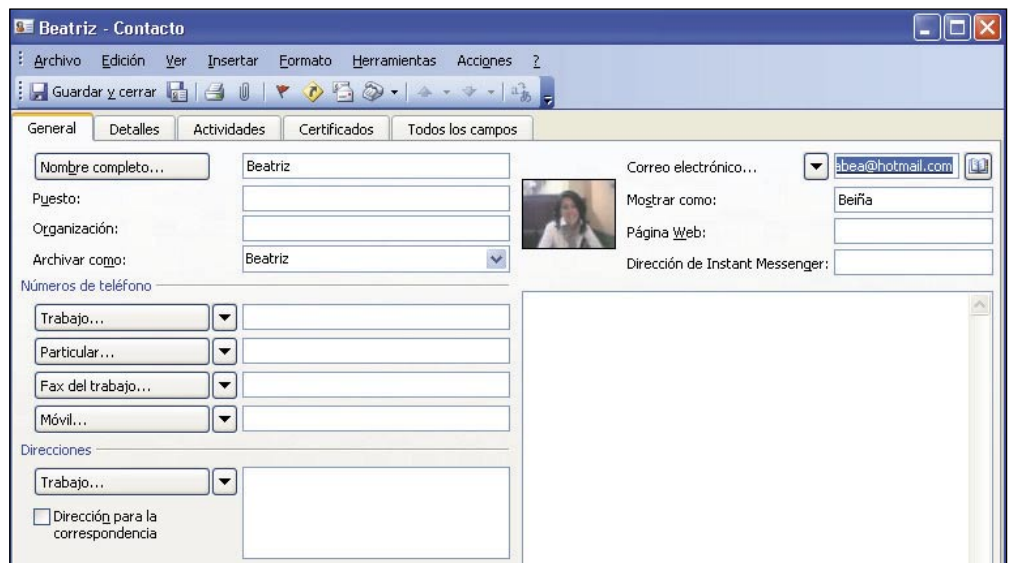 Beatriz - Contacto
Archivo Edición Ver Insertar Formato Herramientas Acciones ?
Guardar y cerrar
General Detalles Actividades Certificados Todos los campos
Nombre completo... Beatriz
Puesto:
Organización:
Archivar como: Beatriz
Correo electrónico... abea@hotmail.com
Mostrar como: Beiña
Página Web:
Dirección de Instant Messenger:
Números de teléfono
Trabajo...
Particular...
Fax del trabajo...
Móvil...
Direcciones
Trabajo...
Dirección para la
correspondencia